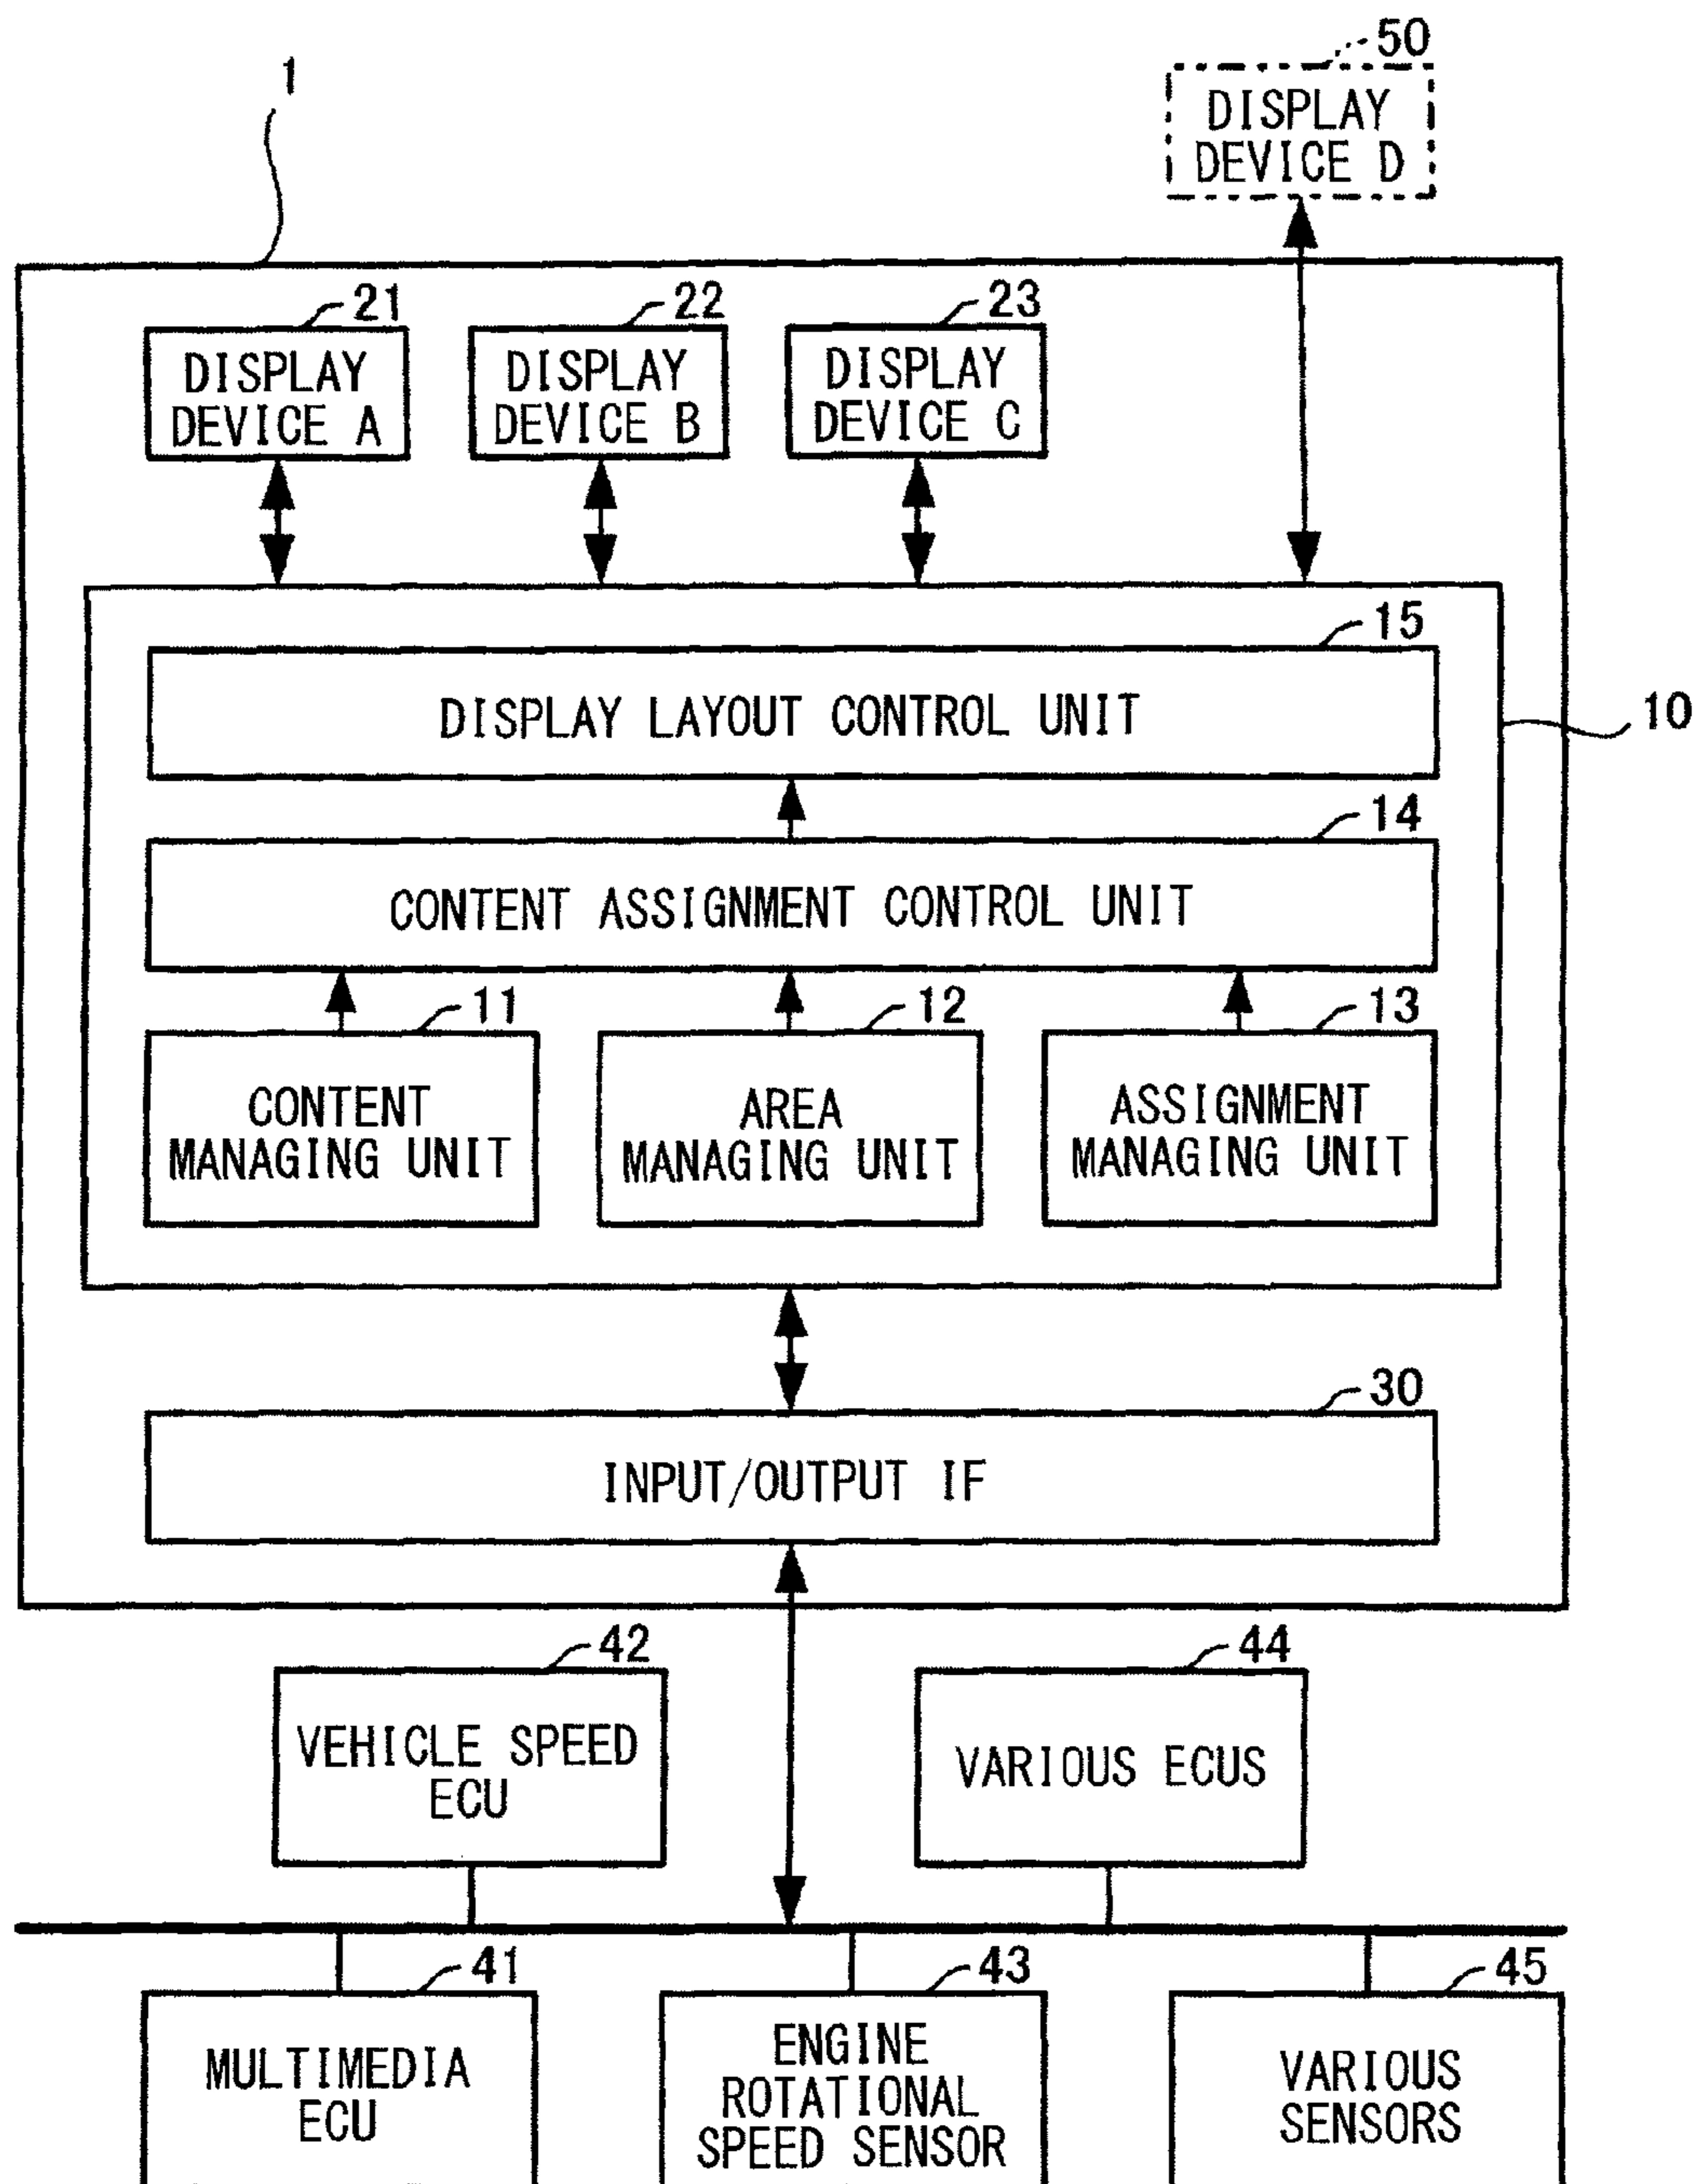 50
1
DISPLAY
DEVICE D
21
22
23
DISPLAY
DEVICE A
DISPLAY
DEVICE B
DISPLAY
DEVICE C
15
DISPLAY LAYOUT CONTROL UNIT
10
14
CONTENT ASSIGNMENT CONTROL UNIT
11
12
13
CONTENT
MANAGING UNIT
AREA
MANAGING UNIT
ASSIGNMENT
MANAGING UNIT
30
INPUT/OUTPUT IF
42
44
VEHICLE SPEED
ECU
VARIOUS ECUS
41
43
45
MULTIMEDIA
ECU
ENGINE
ROTATIONAL
SPEED SENSOR
VARIOUS
SENSORS